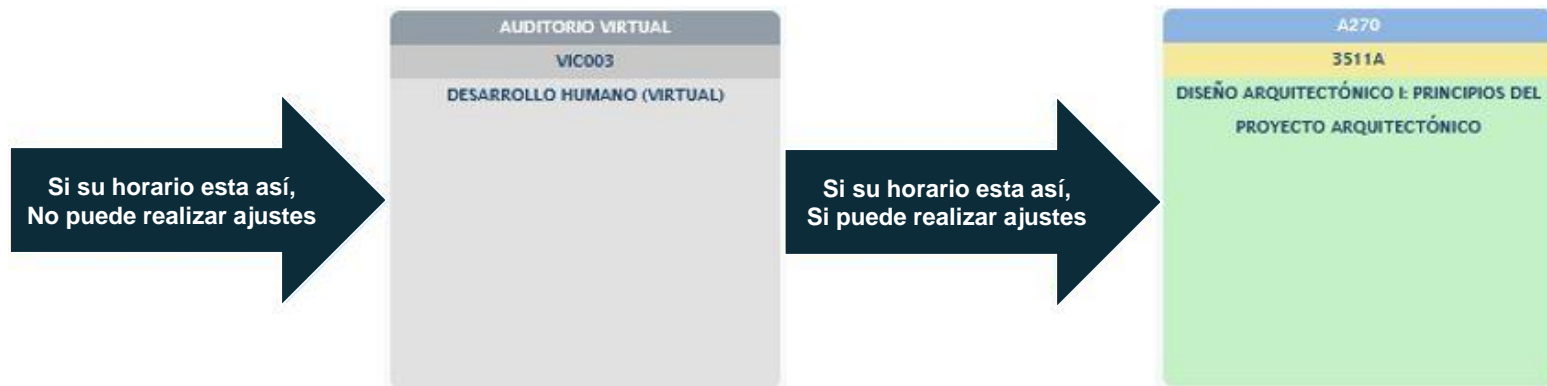 Si su horario esta así,
No puede realizar ajustes
AUDITORIO VIRTUAL
VIC003
DESARROLLO HUMANO (VIRTUAL)
Si su horario esta así,
Si puede realizar ajustes
A270
3511A
DISEÑO ARQUITECTÓNICO I: PRINCIPIOS DEL
PROYECTO ARQUITECTÓNICO